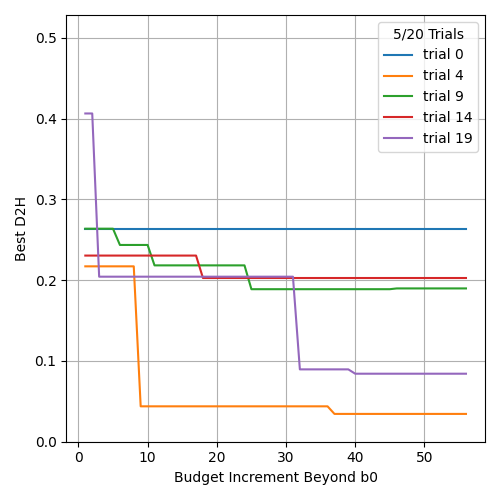 5/20 Trials
trial 0
trial 4
trial 9
trial 14
trial 19
Best D2H
0.5
0.4
0.3
0.2
0.1
0.0
0 10 20 30 40 50
Budget Increment Beyond b0